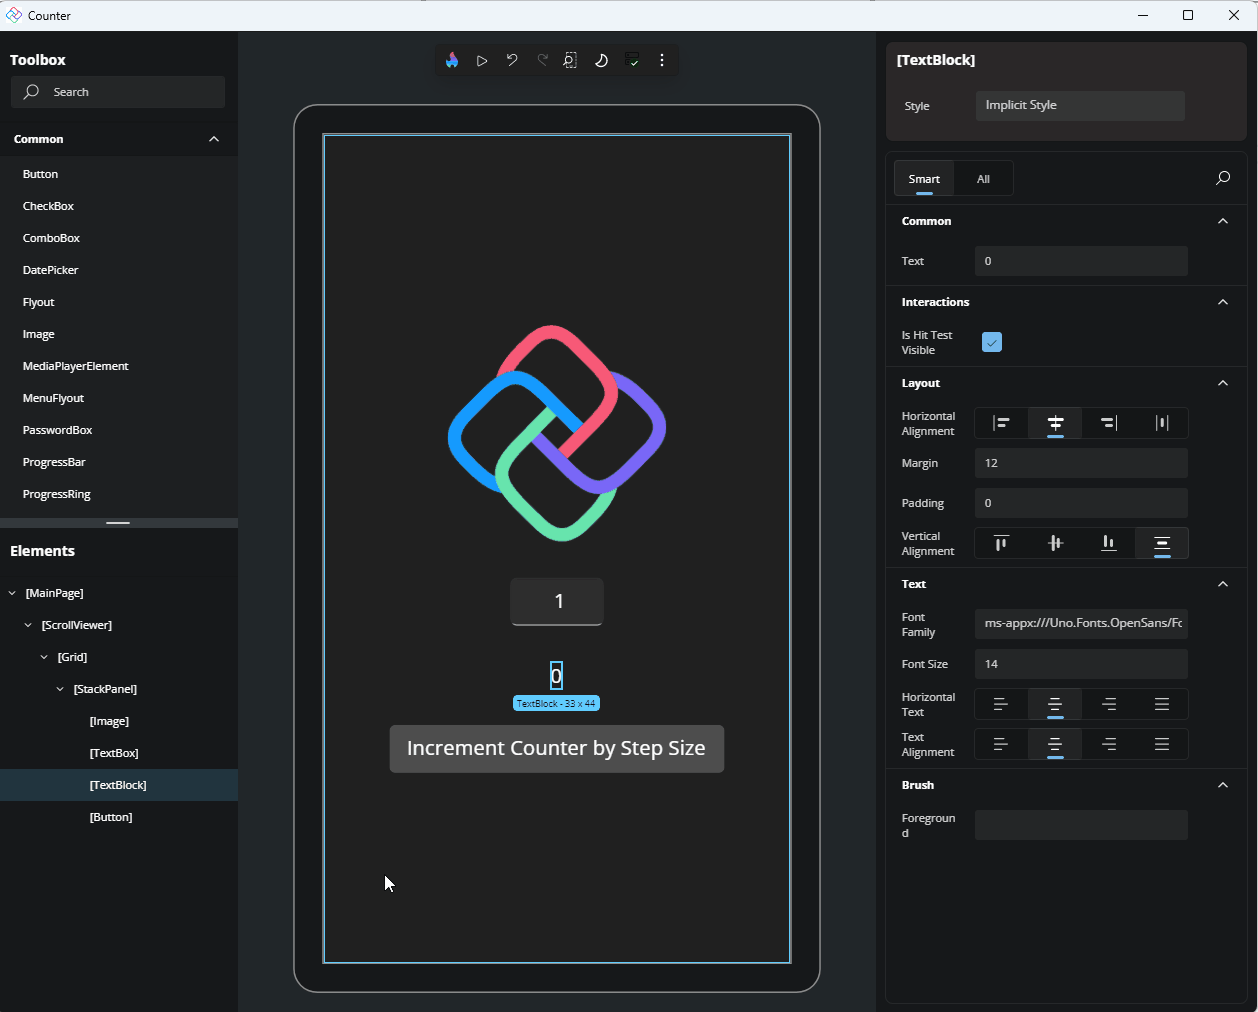 Counter
Toolbox
Search
Common
Button
CheckBox
ComboBox
DatePicker
Flyout
Image
MediaPlayerElement
MenuFlyout
PasswordBox
ProgressBar
ProgressRing
Elements
[MainPage]
[ScrollViewer]
[Grid]
[StackPanel]
[Image]
[TextBox]
[TextBlock]
[Button]
1
0
TextBlock - 33 x 44
Increment Counter by Step Size
[TextBlock]
Style
Implicit Style
Smart
All
Common
Text
0
Interactions
Is Hit Test
Visible
Layout
Horizontal
Alignment
Margin
12
Padding
0
Vertical
Alignment
Text
Font
Family
ms-appx:///Uno.Fonts.OpenSans/Fc
Font Size
14
Horizontal
Text
Text
Alignment
Brush
Foregroun
d